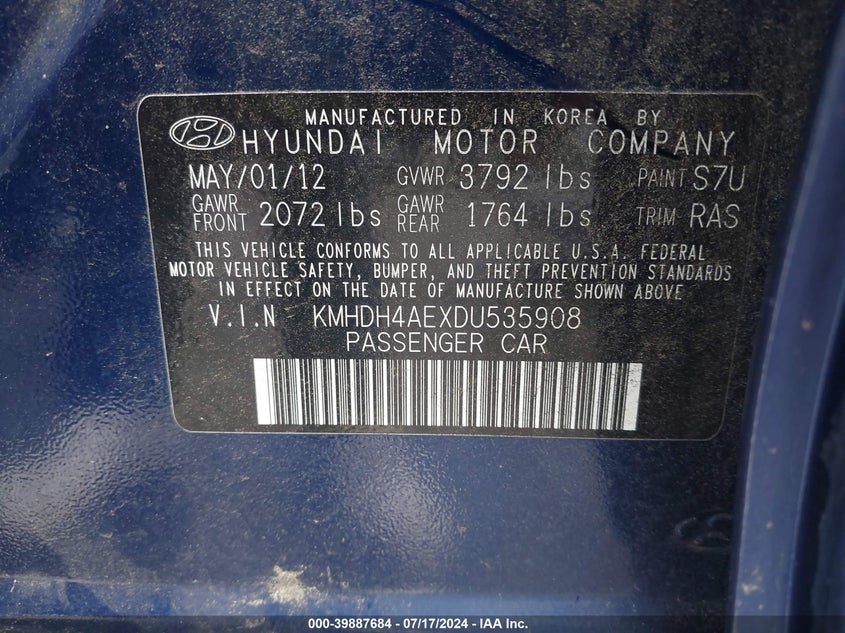 MANUFACTURED IN KOREA BY
HYUNDAI MOTOR COMPANY
MAY/01/12 GVWR 3792 lbs PAINT S7U
GAWR FRONT 2072 lbs GAWR REAR 1764 lbs TRIM RAS
THIS VEHICLE CONFORMS TO ALL APPLICABLE U.S.A. FEDERAL
MOTOR VEHICLE SAFETY, BUMPER, AND THEFT PREVENTION STANDARDS
IN EFFECT ON THE DATE OF MANUFACTURE SHOWN ABOVE
V.I.N KMHDH4AEXDU535908
PASSENGER CAR
000-39887684 - 07/17/2024 - IAA Inc.